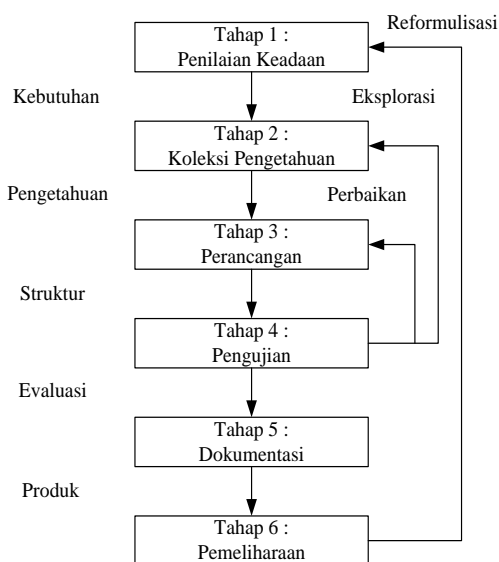 Reformulisasi
Tahap 1 :
Penilaian Keadaan
Kebutuhan
Eksplorasi
Tahap 2 :
Koleksi Pengetahuan
Pengetahuan
Perbaikan
Tahap 3 :
Perancangan
Struktur
Tahap 4 :
Pengujian
Evaluasi
Tahap 5 :
Dokumentasi
Produk
Tahap 6 :
Pemeliharaan